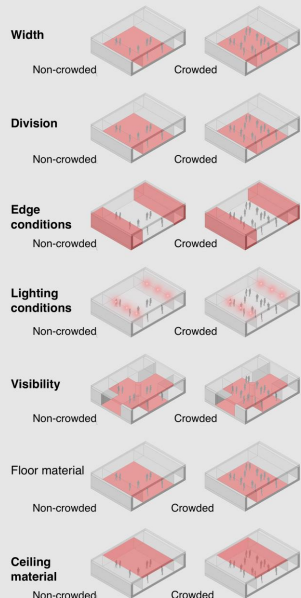 Width
Non-crowded Crowded
Division
Non-crowded Crowded
Edge
conditions
Non-crowded Crowded
Lighting
conditions
Non-crowded Crowded
Visibility
Non-crowded Crowded
Floor material
Non-crowded Crowded
Ceiling
material
Non-crowded Crowded